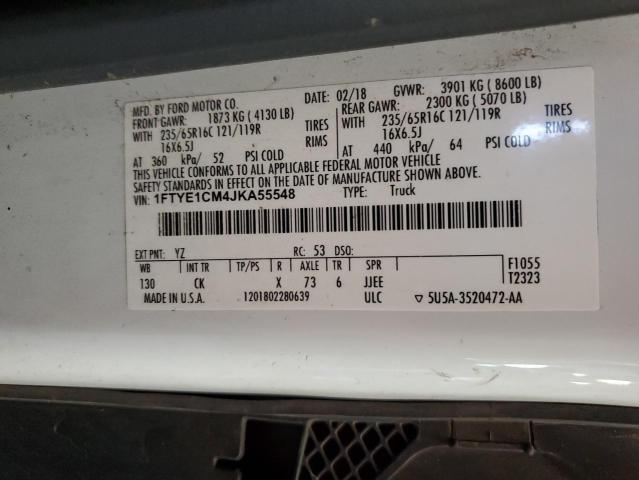 MFD. BY FORD MOTOR CO.
DATE: 02/18 GVWR: 3901 KG ( 8600 LB)
FRONT GAWR: 1873 KG ( 4130 LB) REAR GAWR: 2300 KG ( 5070 LB)
WITH 235/65R16C 121/119R TIRES WITH 235/65R16C 121/119R TIRES
16X6.5J RIMS 16X6.5J RIMS
AT 360 kPa/ 52 PSI COLD AT 440 kPa/ 64 PSI COLD
THIS VEHICLE CONFORMS TO ALL APPLICABLE FEDERAL MOTOR VEHICLE
SAFETY STANDARDS IN EFFECT ON THE DATE OF MANUFACTURE SHOWN ABOVE.
VIN: 1FTYE1CM4JKA55548 TYPE: Truck
EXT PNT: YZ RC: 53 DSO:
WB INT TR TP/PS R AXLE TR SPR F1055
130 CK X 73 6 JJEE T2323
MADE IN U.S.A. 1201802280639 ULC ▽ 5U5A-3520472-AA